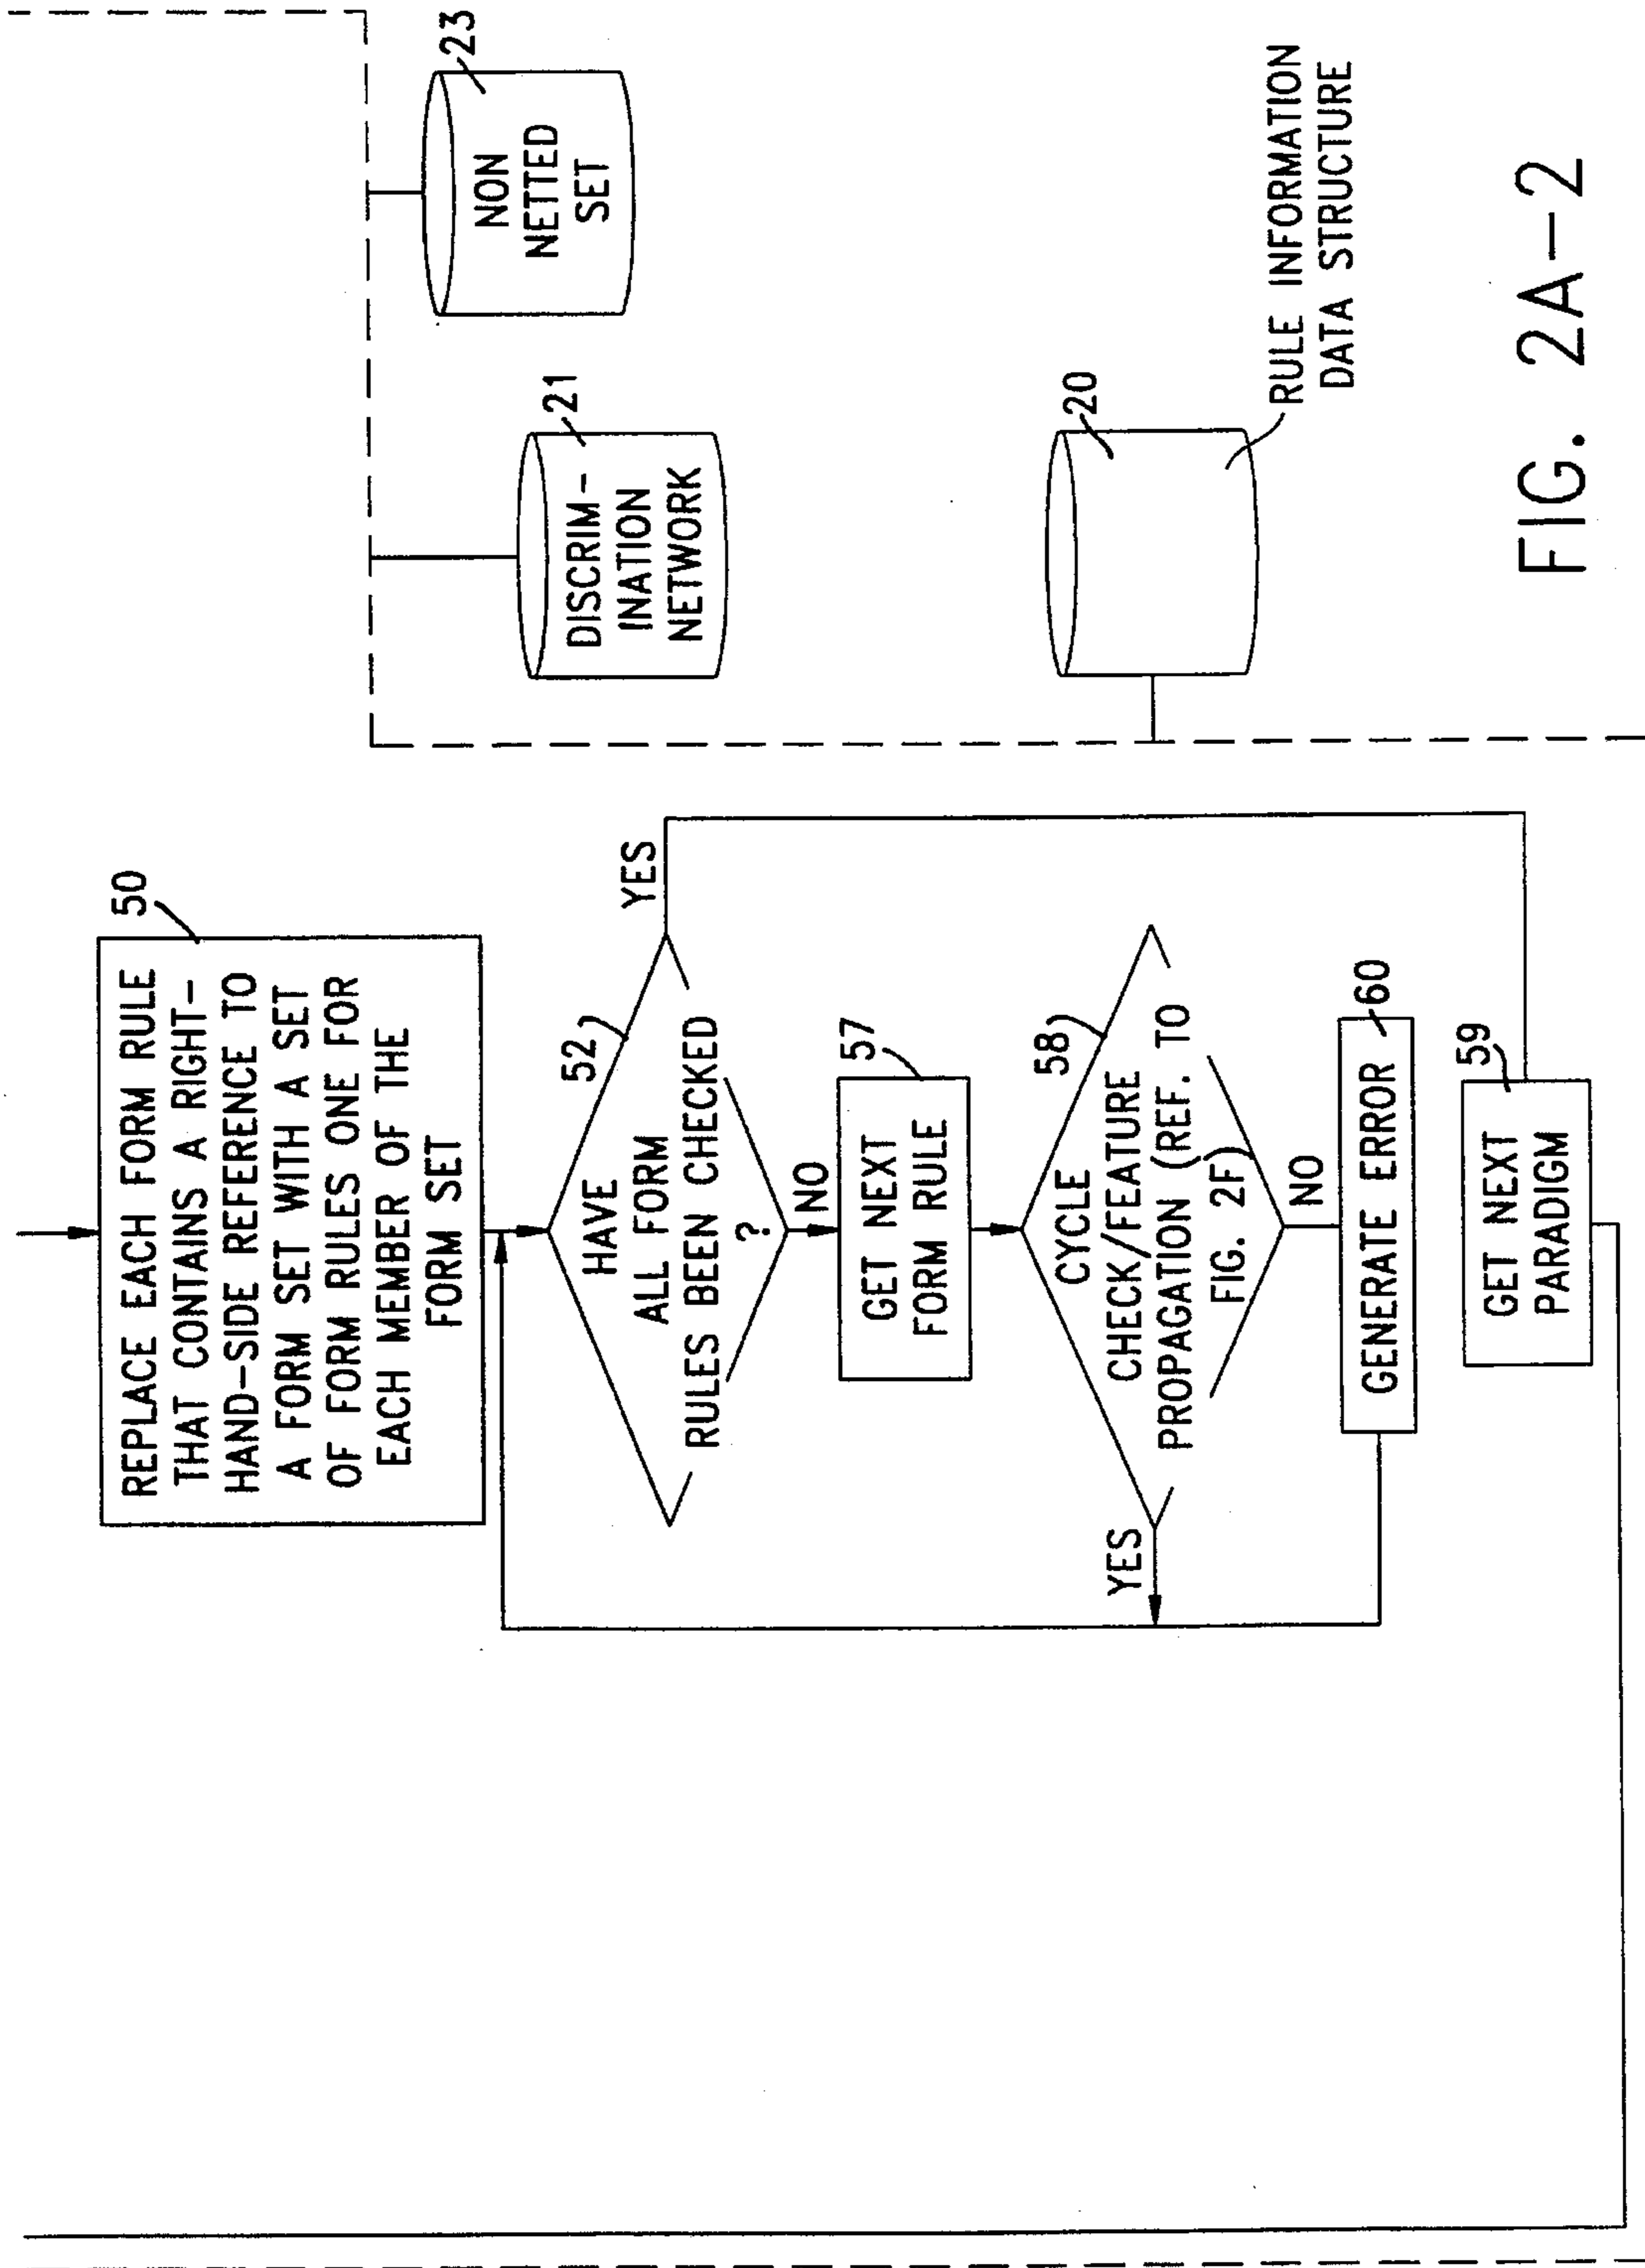 50
REPLACE EACH FORM RULE
THAT CONTAINS A RIGHT-
HAND-SIDE REFERENCE TO
A FORM SET WITH A SET
OF FORM RULES ONE FOR
EACH MEMBER OF THE
FORM SET
52
HAVE
ALL FORM
RULES BEEN CHECKED
?
YES
NO
57
GET NEXT
FORM RULE
58
CYCLE
CHECK/FEATURE
PROPAGATION (REF. TO
FIG. 2F)
YES
NO
60
GENERATE ERROR
59
GET NEXT
PARADIGM
23
NON
NETTED
SET
21
DISCRIM-
INATION
NETWORK
20
RULE INFORMATION
DATA STRUCTURE
FIG. 2A-2